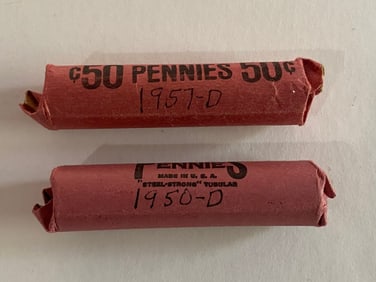 ¢50 PENNIES 50¢
1957-D
PENNIES
MADE IN U. S. A.
"STEEL-STRONG" TUBULAR
1950-D